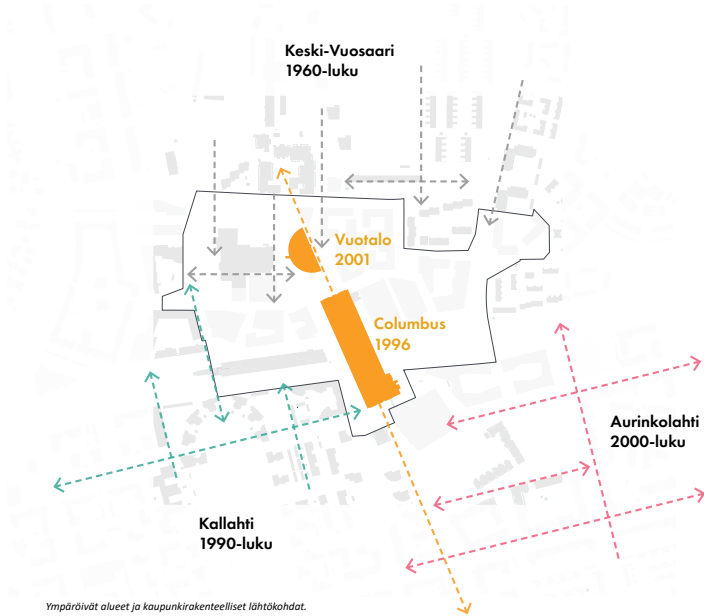 Keski-Vuosaari
1960-luku
Vuotalo
2001
Columbus
1996
Aurinkolahti
2000-luku
Kallahti
1990-luku
Ympäröivät alueet ja kaupunkirakenteelliset lähtökohdat.